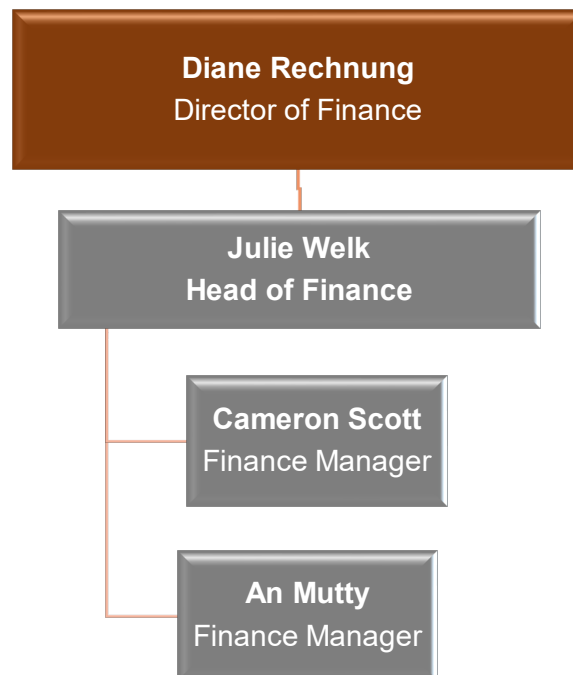 Diane Rechnung
Director of Finance
Julie Welk
Head of Finance
Cameron Scott
Finance Manager
An Mutty
Finance Manager